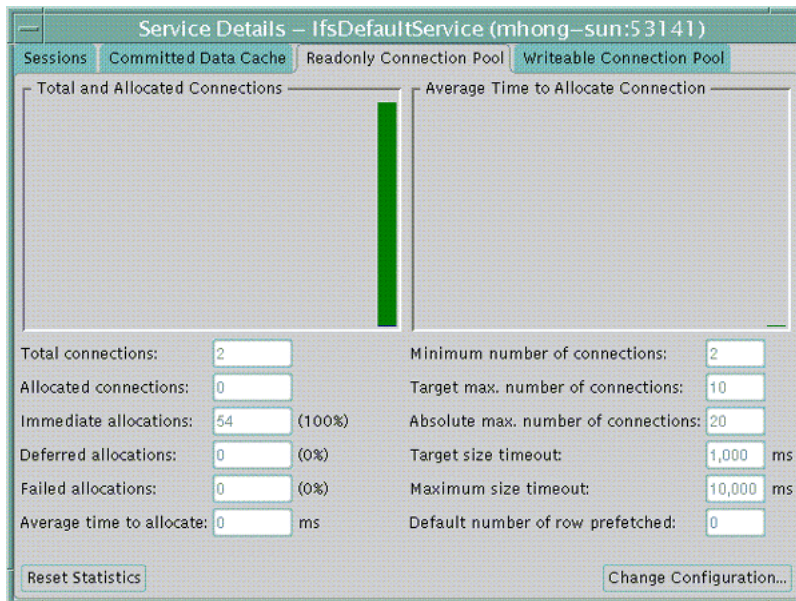 Service Details – IfsDefaultService (mhong–sun:53141)
Sessions Committed Data Cache Readonly Connection Pool Writeable Connection Pool
Total and Allocated Connections Average Time to Allocate Connection
Total connections: 2 Minimum number of connections: 2
Allocated connections: 0 Target max. number of connections: 10
Immediate allocations: 54 (100%) Absolute max. number of connections: 20
Deferred allocations: 0 (0%) Target size timeout: 1,000 ms
Failed allocations: 0 (0%) Maximum size timeout: 10,000 ms
Average time to allocate: 0 ms Default number of row prefetched: 0
Reset Statistics Change Configuration...